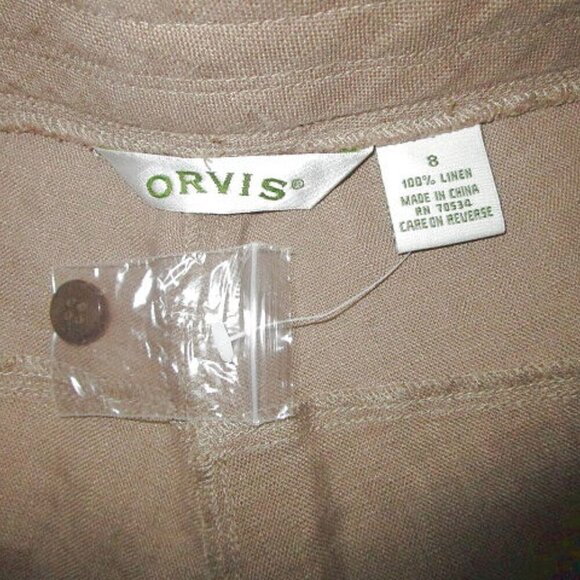 ORVIS®
8
100% LINEN
MADE IN CHINA
RN 70534
CARE ON REVERSE